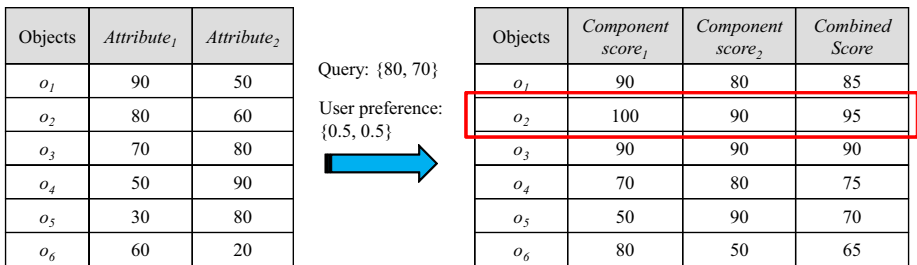 Objects Attribute1 Attribute2
o1 90 50
o2 80 60
o3 70 80
o4 50 90
o5 30 80
o6 60 20
Query: {80, 70}
User preference:
{0.5, 0.5}
Objects Component score1 Component score2 Combined Score
o1 90 80 85
o2 100 90 95
o3 90 90 90
o4 70 80 75
o5 50 90 70
o6 80 50 65